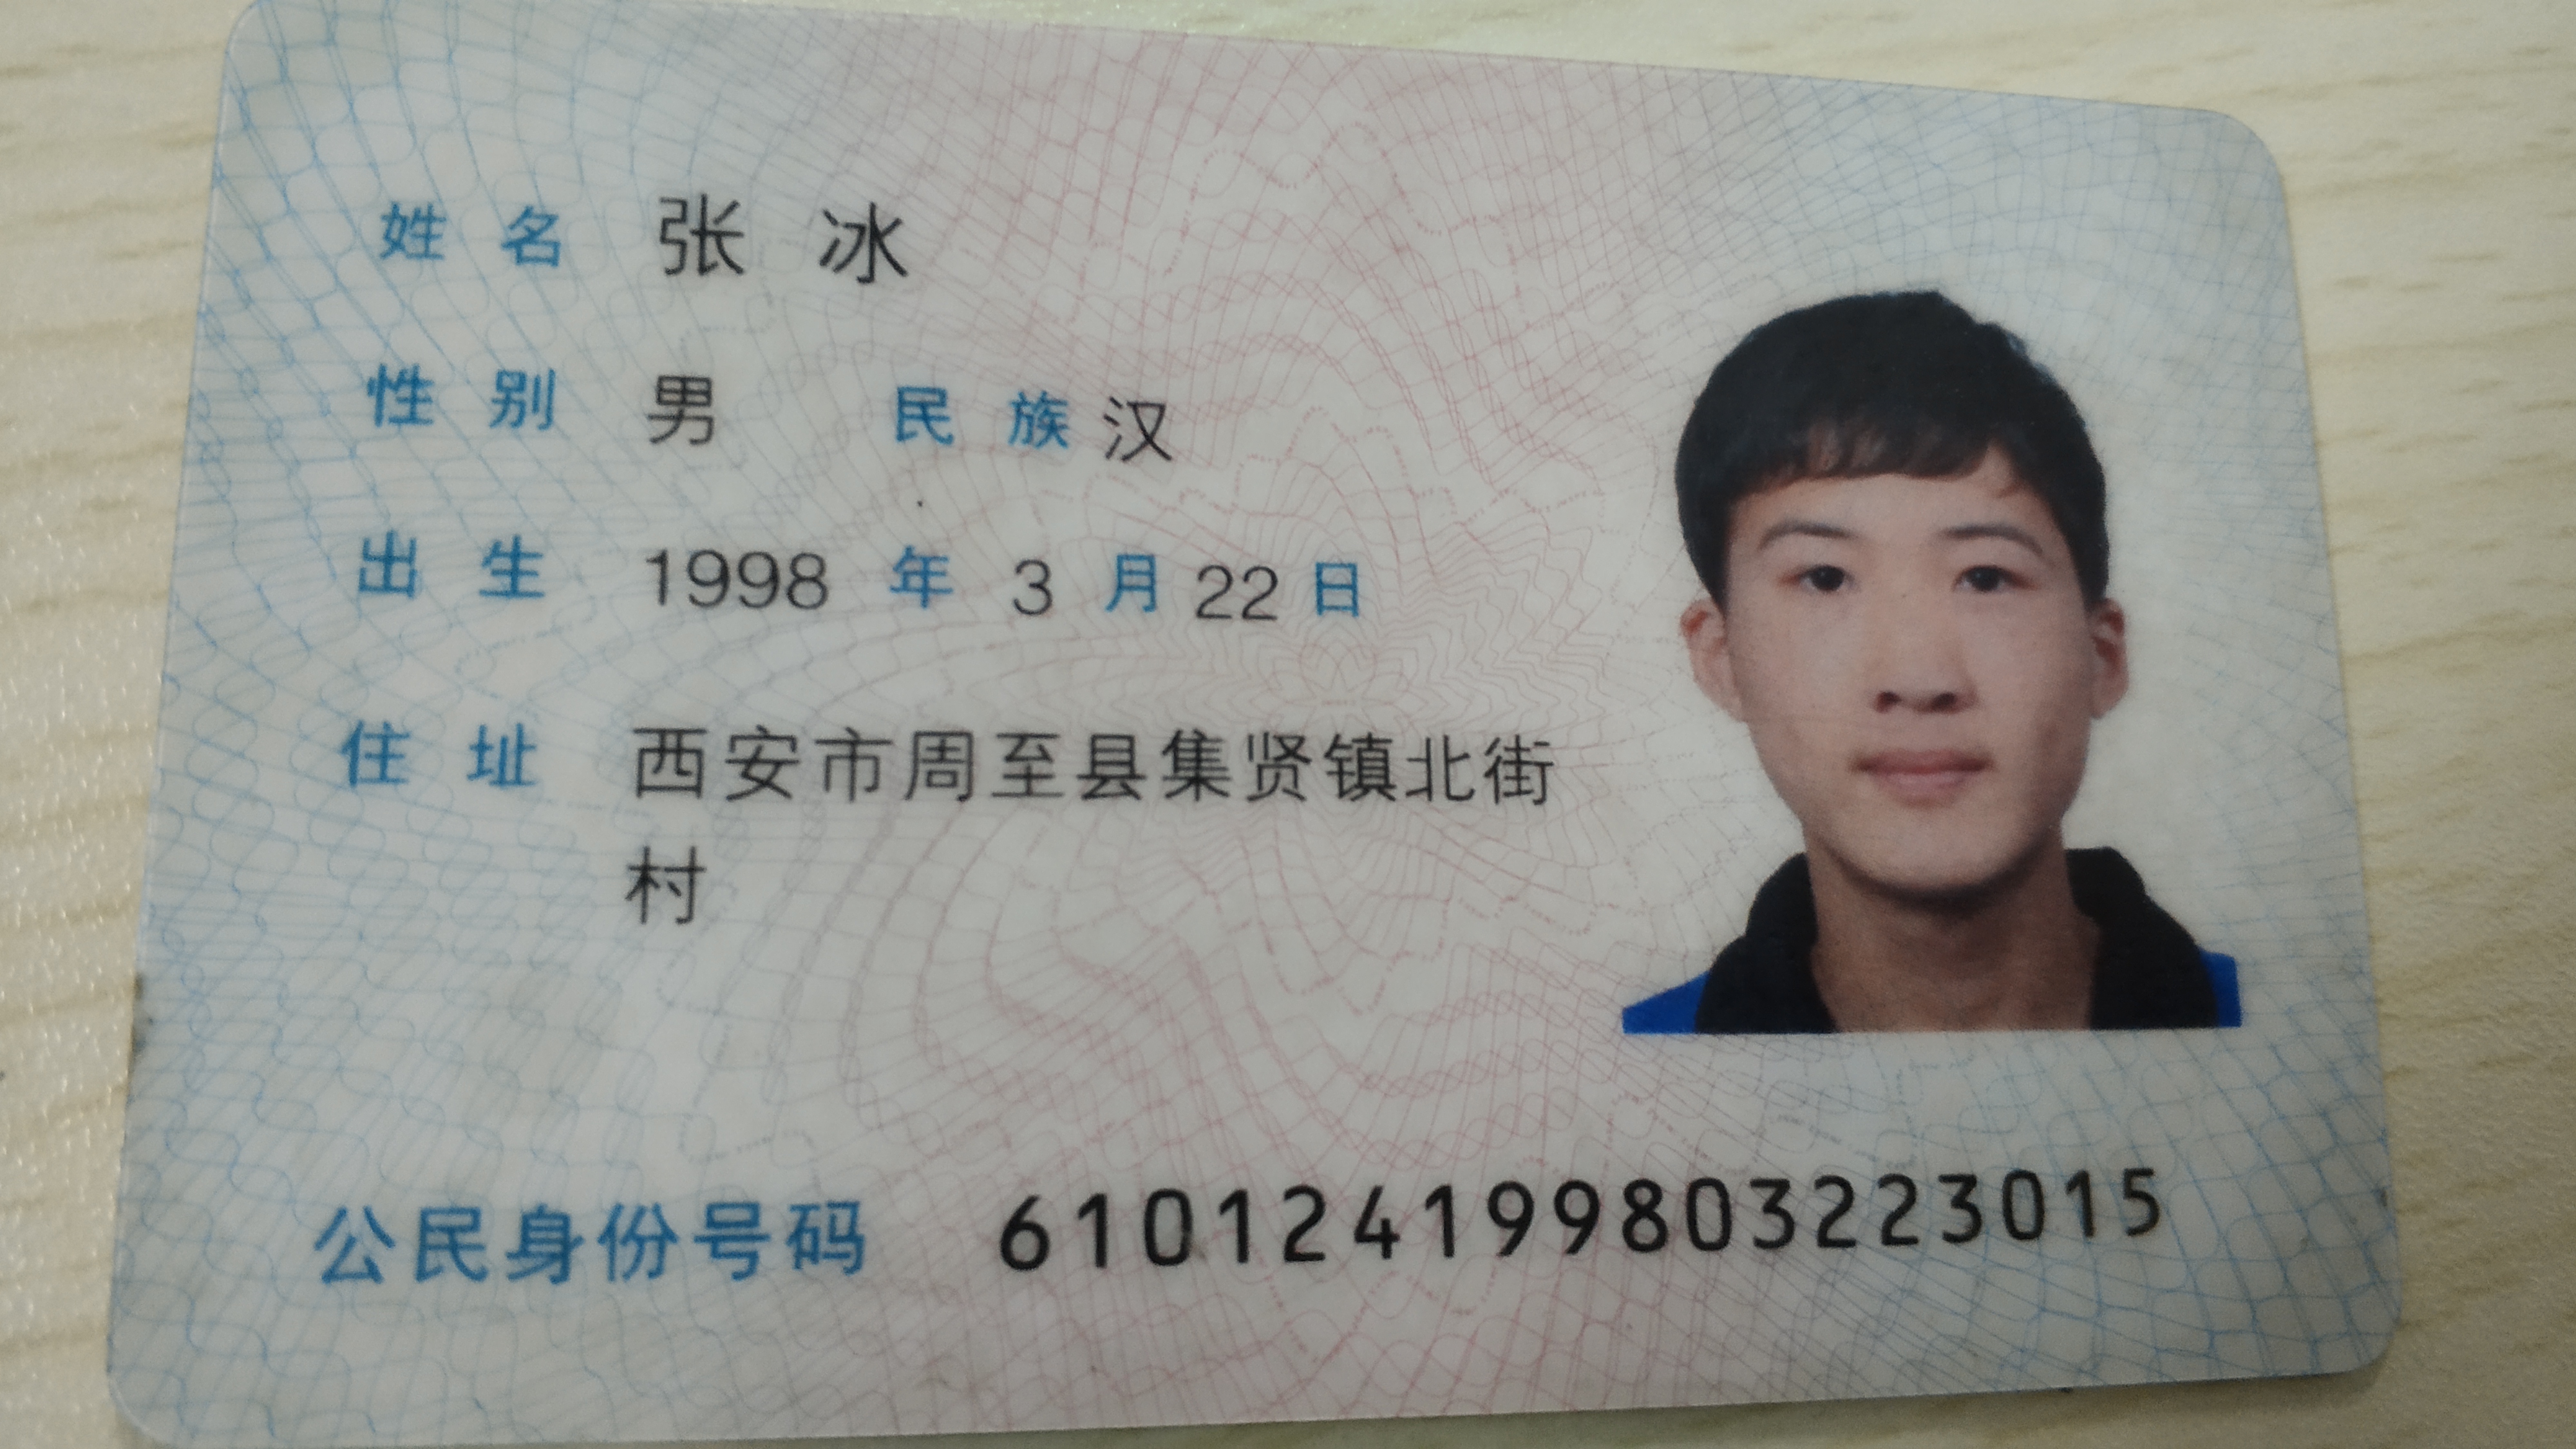 姓名 张冰
性别 男 民族 汉
出生 1998 年 3 月 22 日
住址 西安市周至县集贤镇北街
村
公民身份号码 610124199803223015